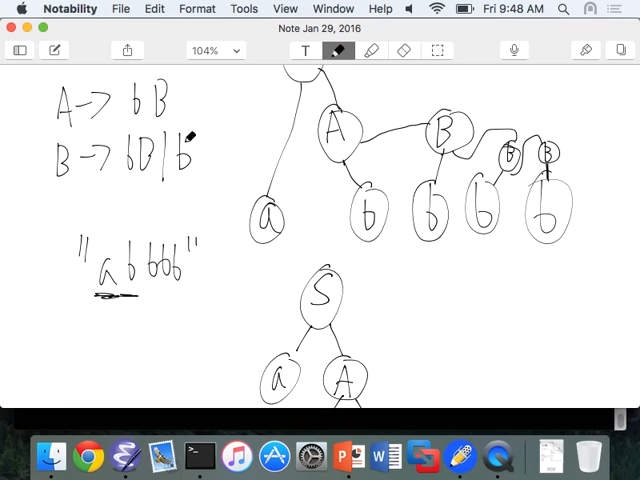 Notability File Edit Format Tools View Window Help Fri 9:48 AM
Note Jan 29, 2016
104% T
A -> bB
B -> bB | b
"abbbb"
A
B
B
B
a
b
b
b
b
S
a
A